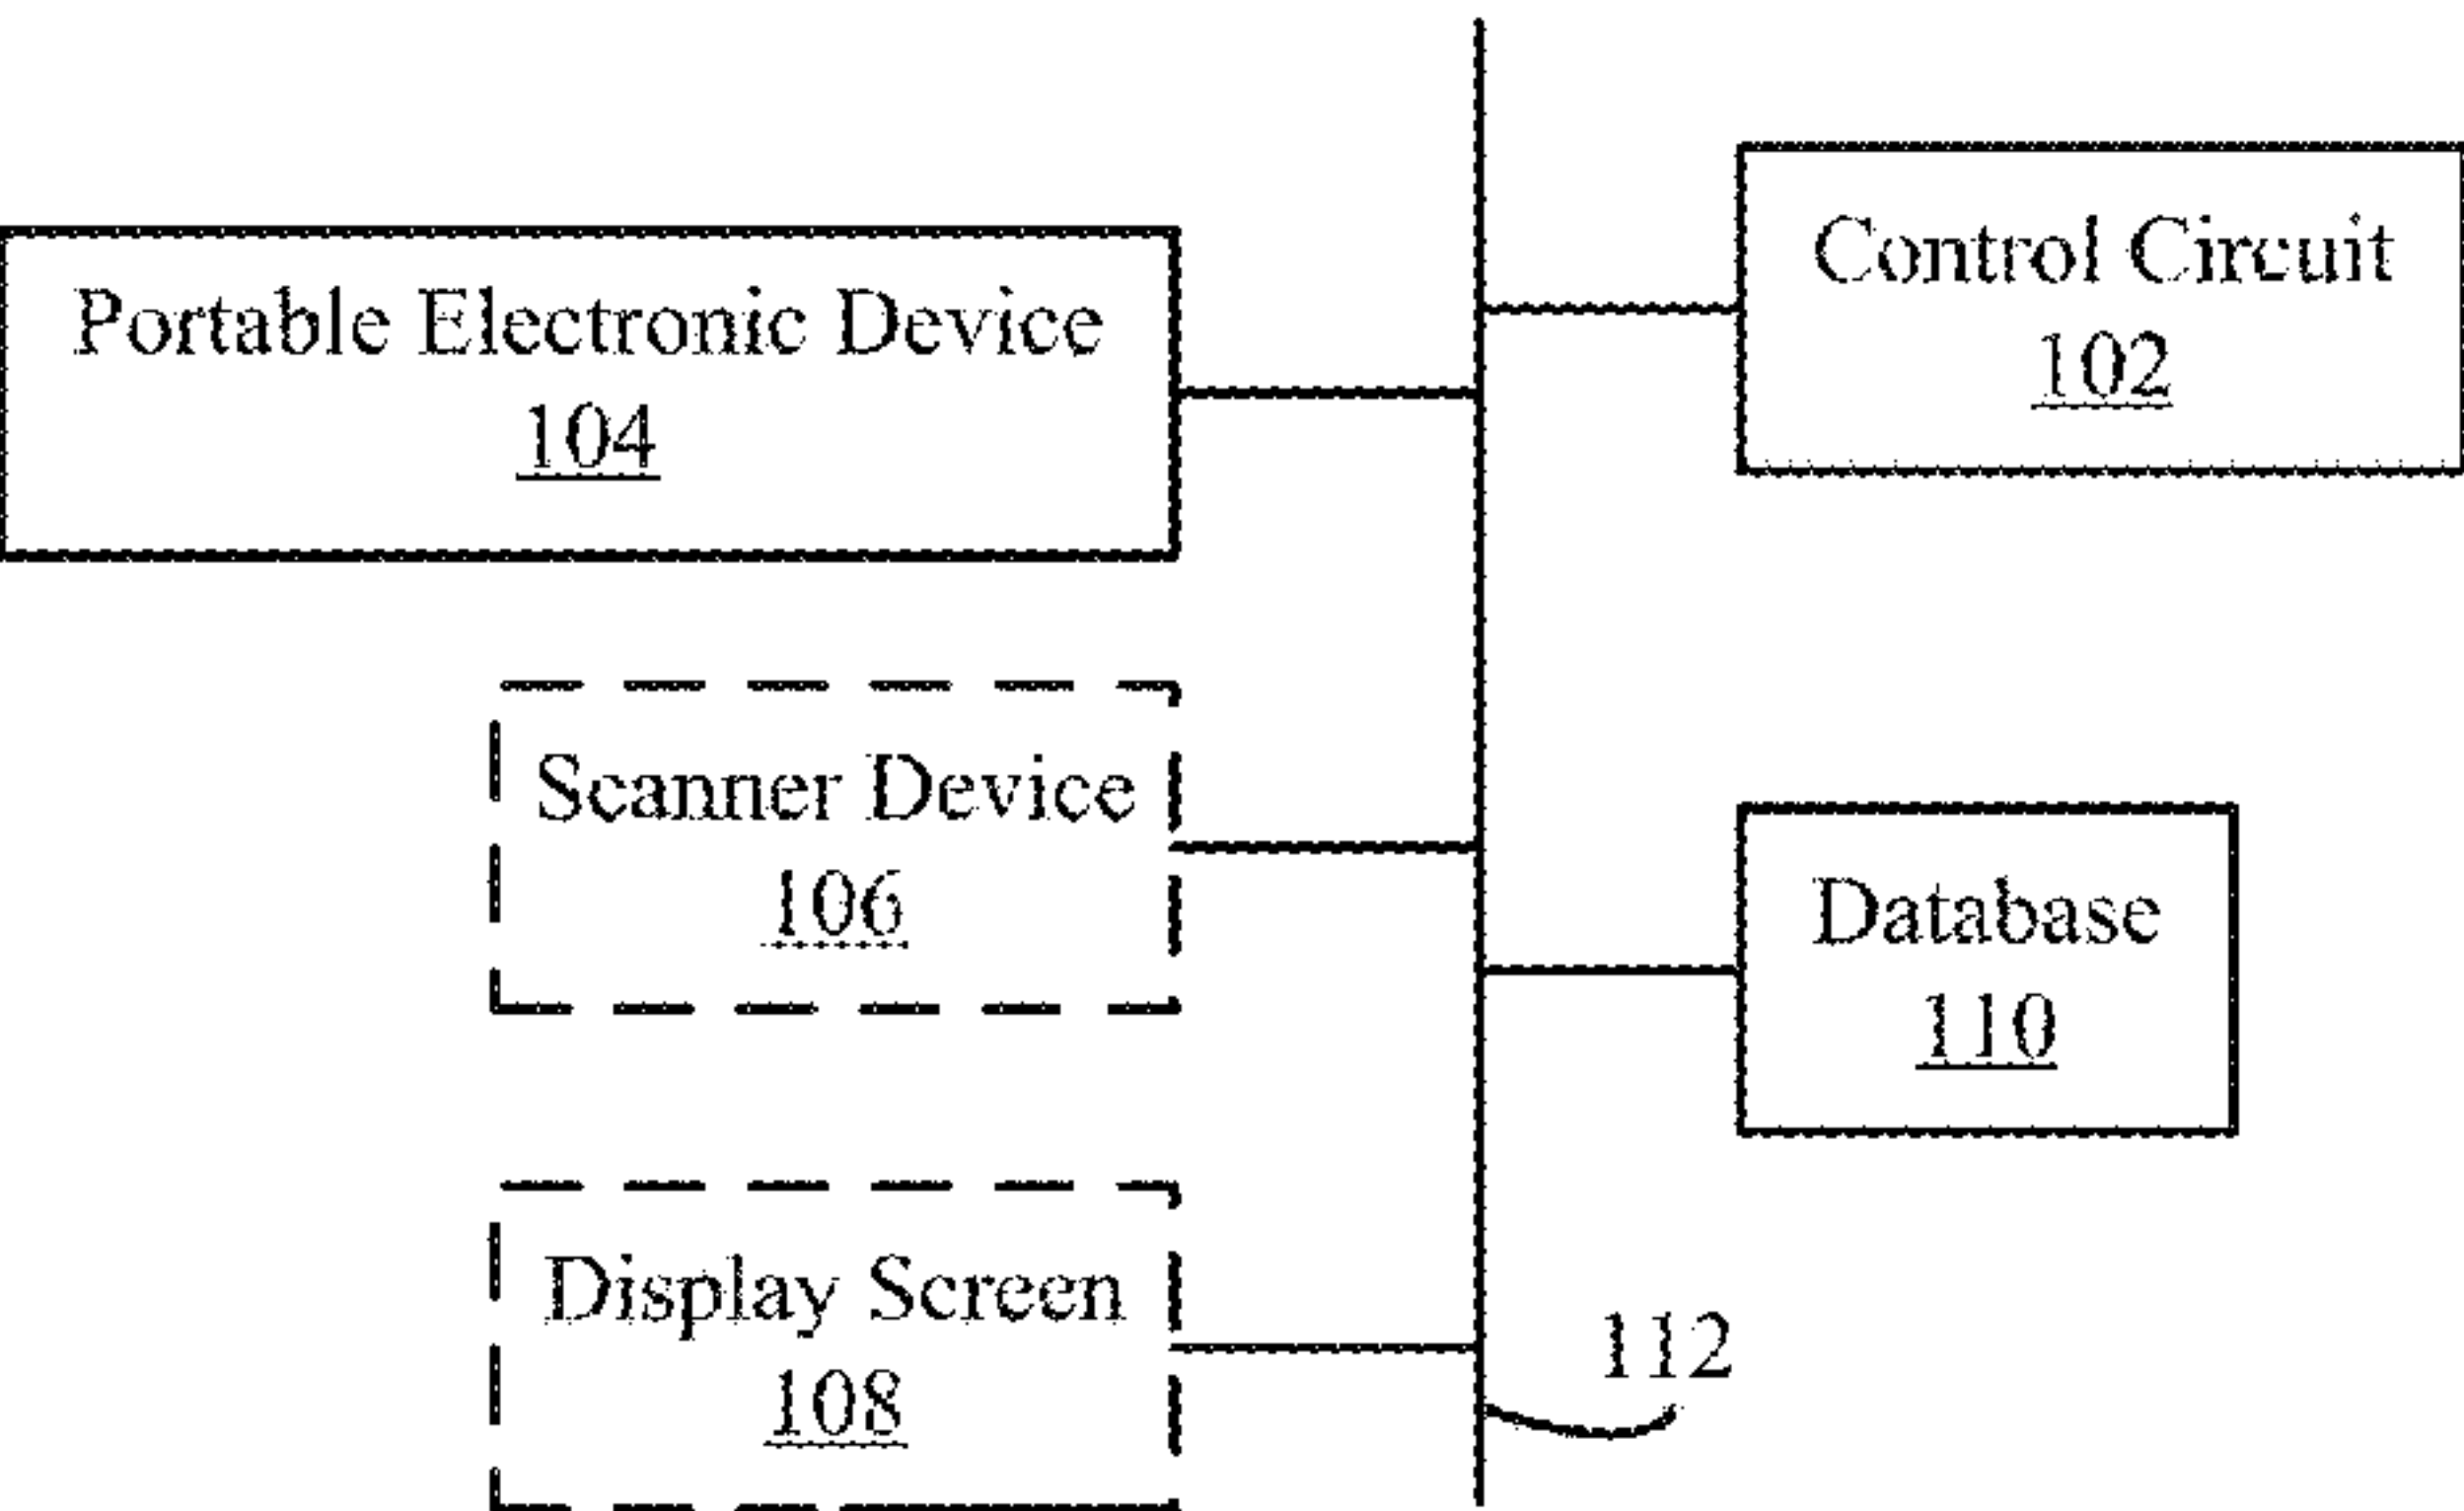 Portable Electronic Device
104
Control Circuit
102
Scanner Device
106
Database
110
Display Screen
108
112